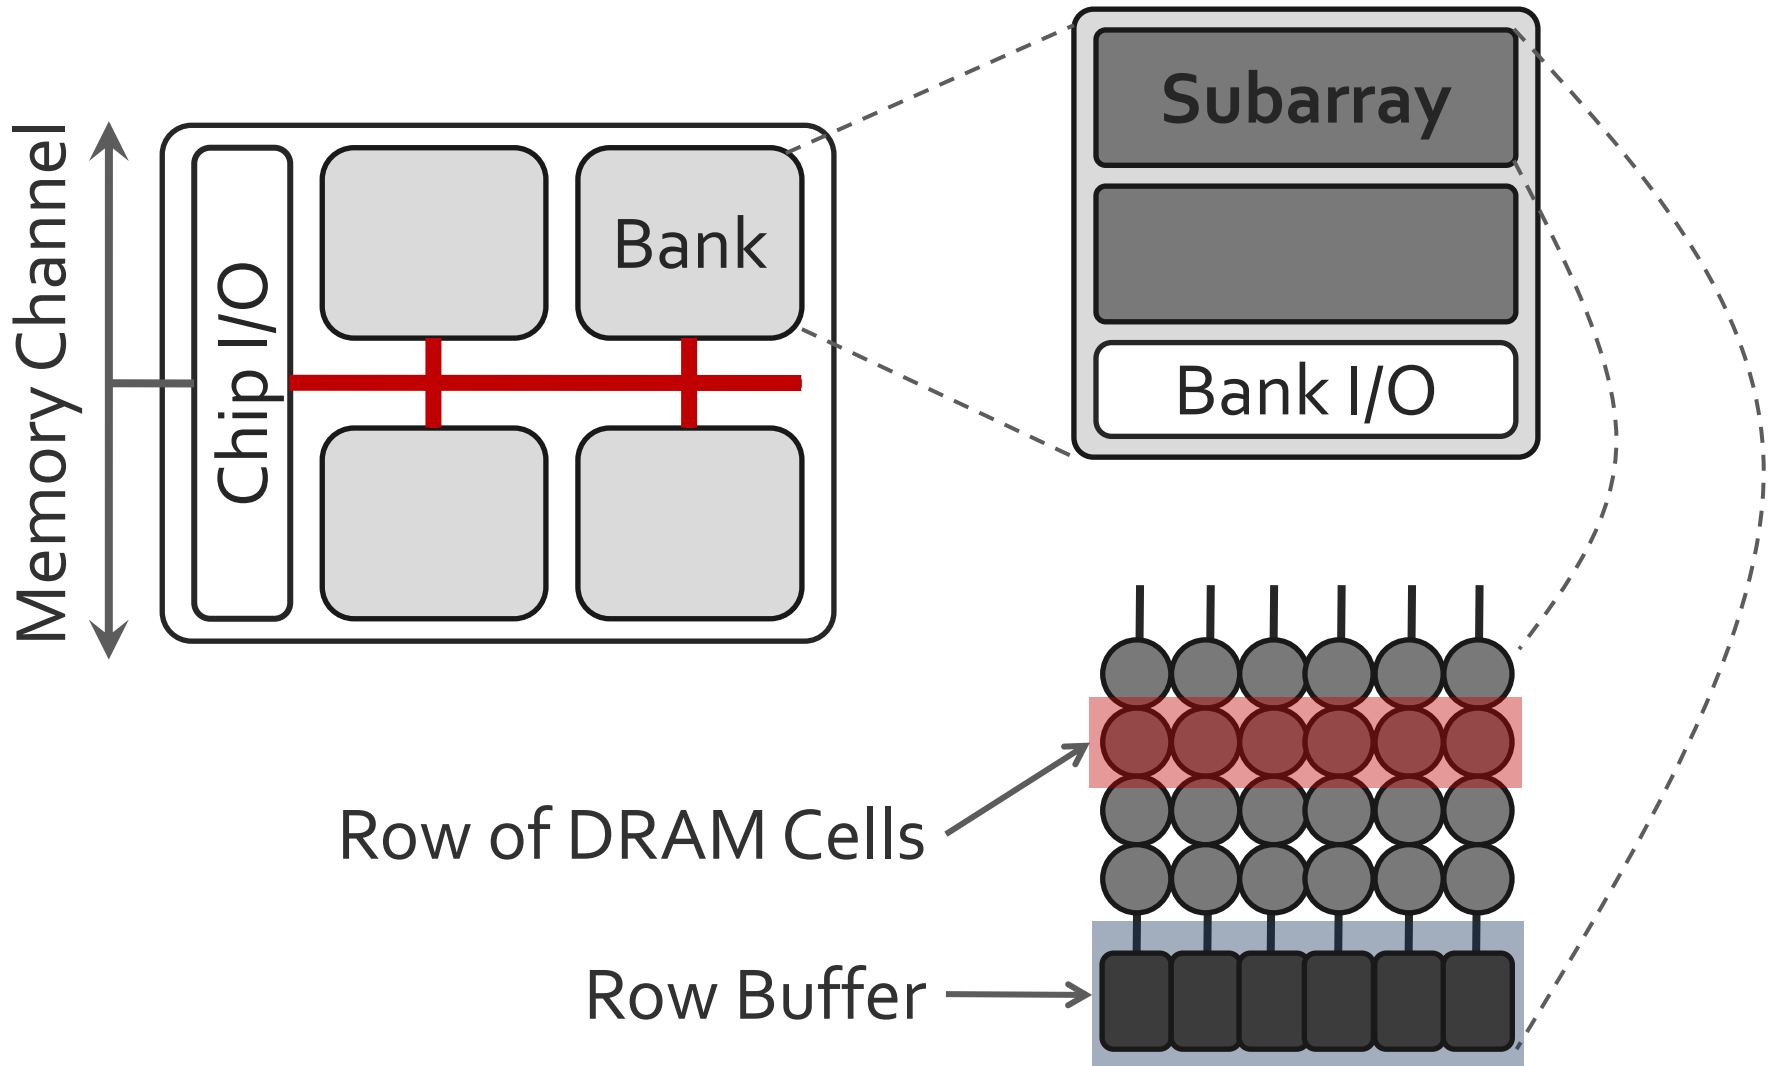 Memory Channel
Chip I/O
Bank
Subarray
Bank I/O
Row of DRAM Cells
Row Buffer